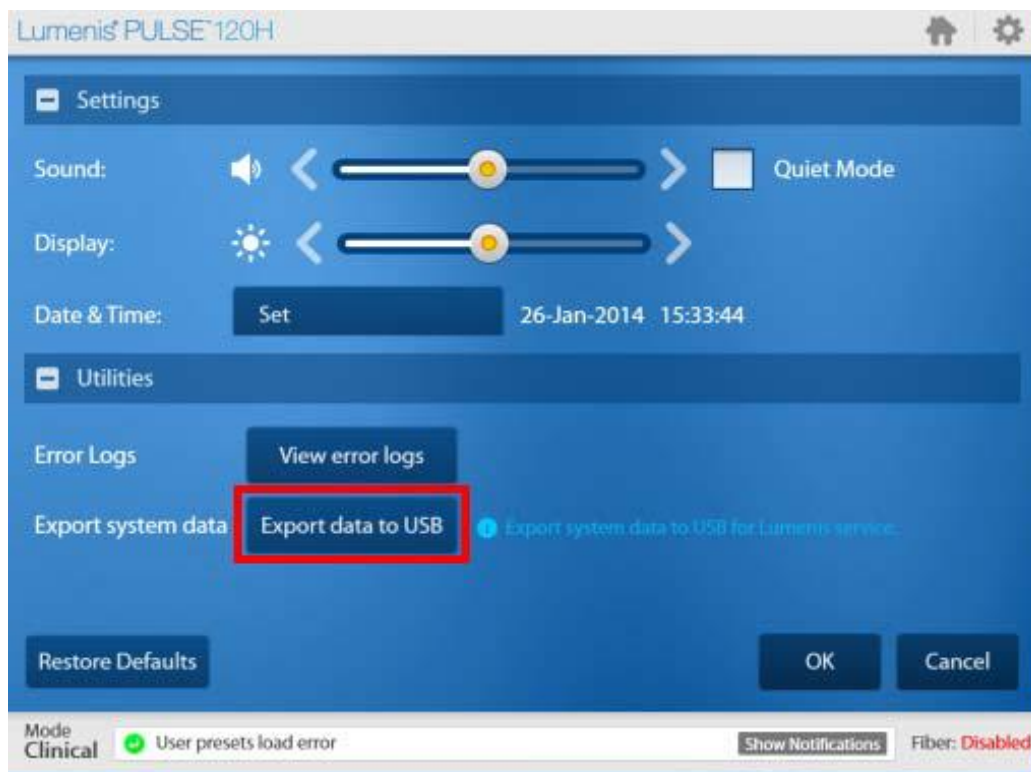 Lumenis® PULSE™ 120H
Settings
Sound: Quiet Mode
Display:
Date & Time: Set 26-Jan-2014 15:33:44
Utilities
Error Logs View error logs
Export system data Export data to USB Export system data to USB for Lumenis service.
Restore Defaults OK Cancel
Mode
Clinical User presets load error Show Notifications Fiber: Disabled